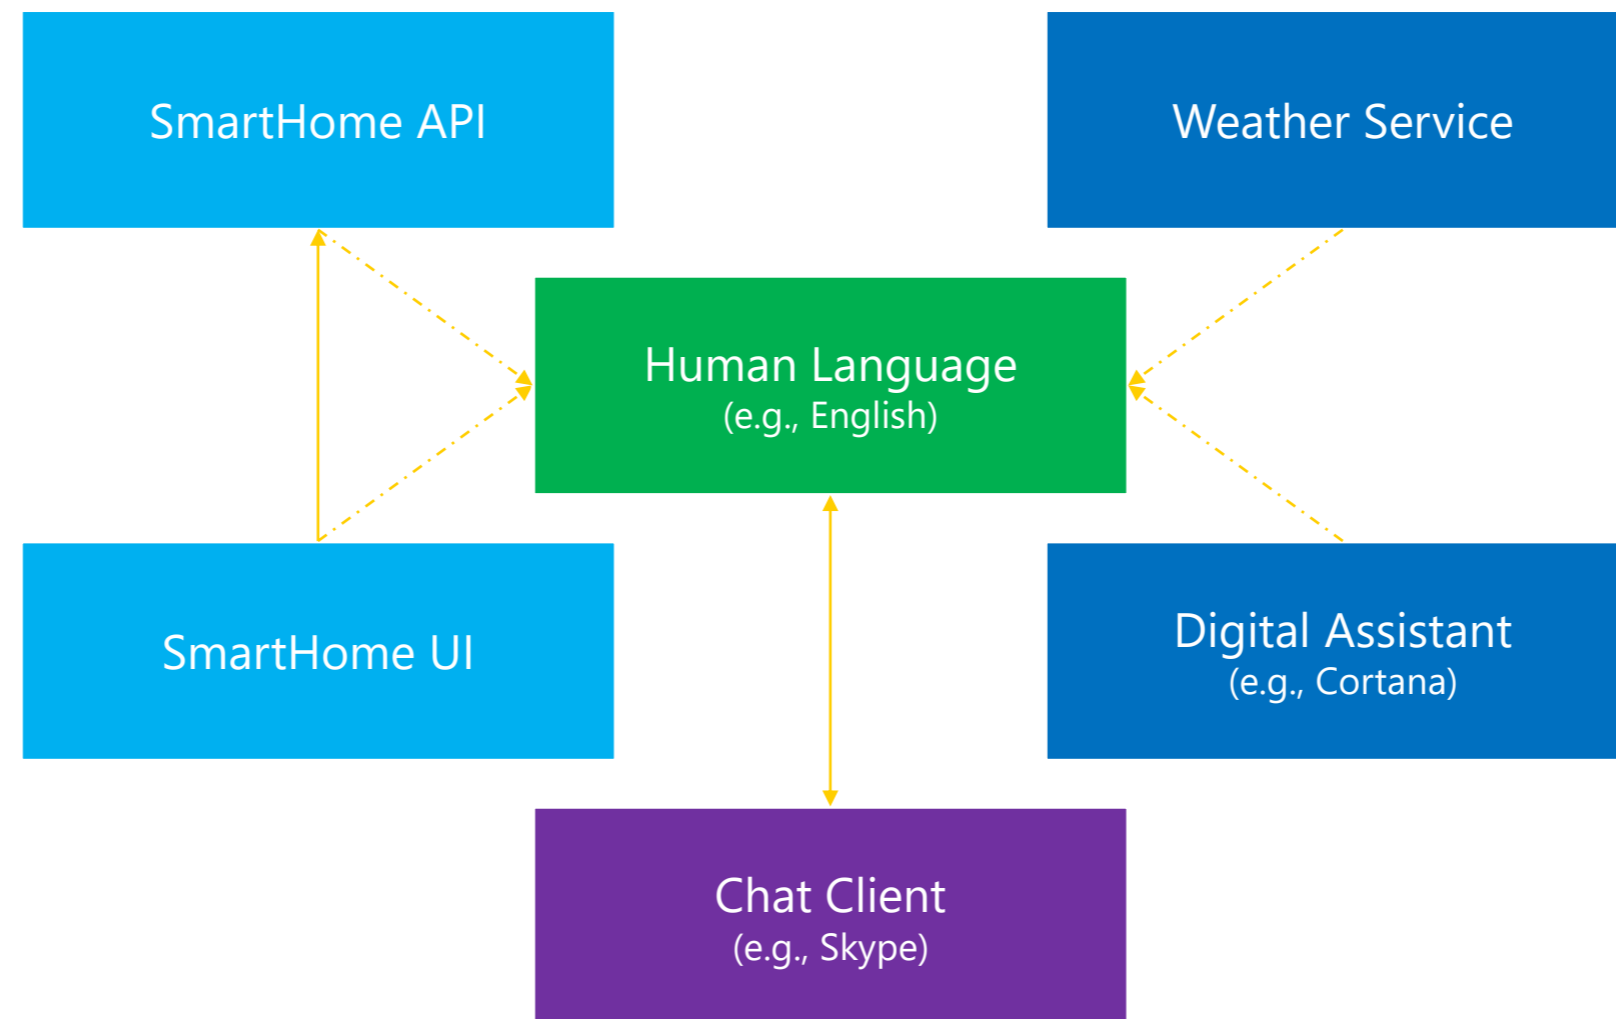 SmartHome API
Weather Service
Human Language
(e.g., English)
SmartHome UI
Digital Assistant
(e.g., Cortana)
Chat Client
(e.g., Skype)